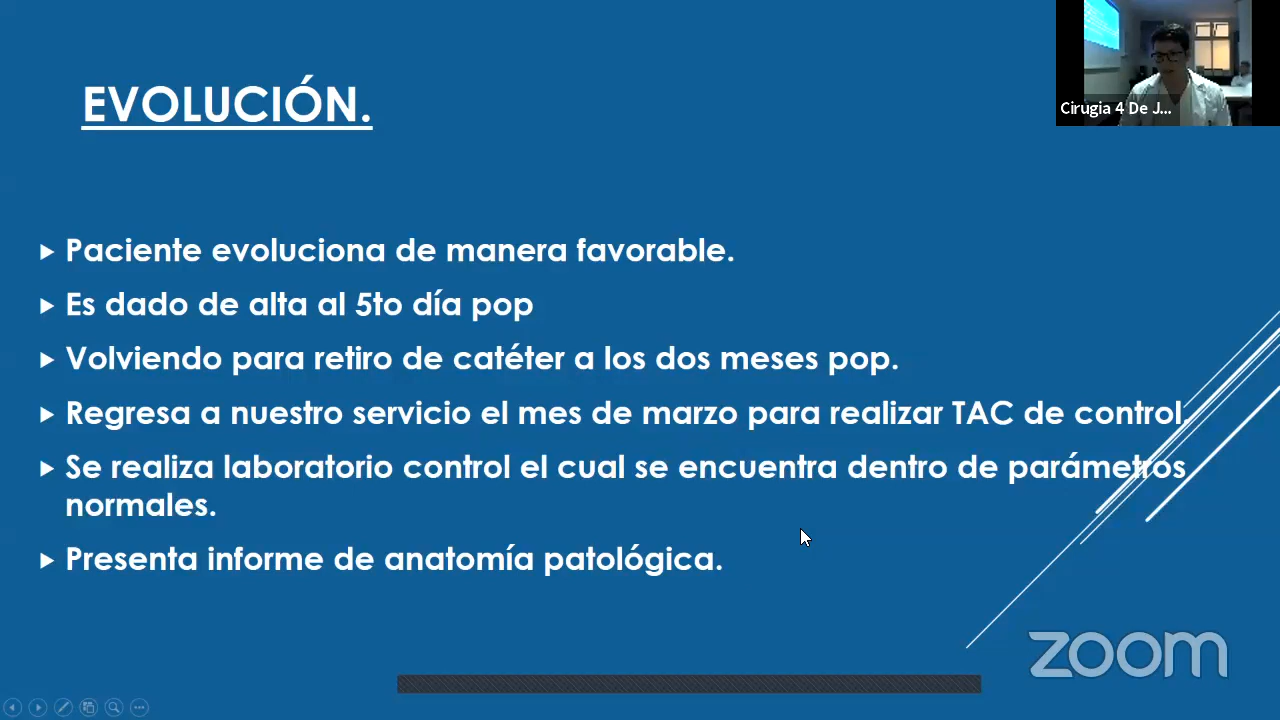 EVOLUCIÓN.
Cirugia 4 De J...
Paciente evoluciona de manera favorable.
Es dado de alta al 5to día pop
Volviendo para retiro de catéter a los dos meses pop.
Regresa a nuestro servicio el mes de marzo para realizar TAC de control.
Se realiza laboratorio control el cual se encuentra dentro de parámetros
normales.
Presenta informe de anatomía patológica.
zoom